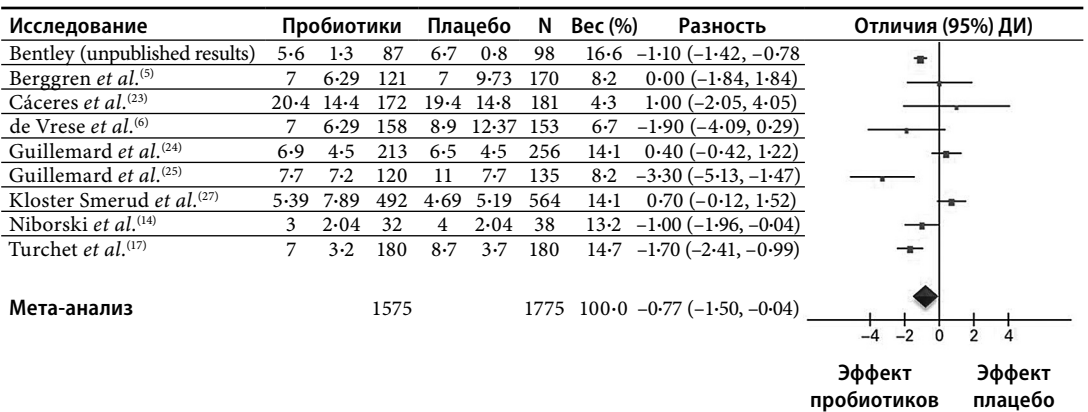 Исследование Пробиотики Плацебо N Вес (%) Разность Отличия (95%) ДИ)
Bentley (unpublished results) 5·6 1·3 87 6·7 0·8 98 16·6 −1·10 (−1·42, −0·78
Berggren et al.(5) 7 6·29 121 7 9·73 170 8·2 0·00 (−1·84, 1·84)
Cáceres et al.(23) 20·4 14·4 172 19·4 14·8 181 4·3 1·00 (−2·05, 4·05)
de Vrese et al.(6) 7 6·29 158 8·9 12·37 153 6·7 −1·90 (−4·09, 0·29)
Guillemard et al.(24) 6·9 4·5 213 6·5 4·5 256 14·1 0·40 (−0·42, 1·22)
Guillemard et al.(25) 7·7 7·2 120 11 7·7 135 8·2 −3·30 (−5·13, −1·47)
Kloster Smerud et al.(27) 5·39 7·89 492 4·69 5·19 564 14·1 0·70 (−0·12, 1·52)
Niborski et al.(14) 3 2·04 32 4 2·04 38 13·2 −1·00 (−1·96, −0·04)
Turchet et al.(17) 7 3·2 180 8·7 3·7 180 14·7 −1·70 (−2·41, −0·99)
Мета-анализ 1575 1775 100·0 −0·77 (−1·50, −0·04)
−4 −2 0 2 4
Эффект Эффект
пробиотиков плацебо